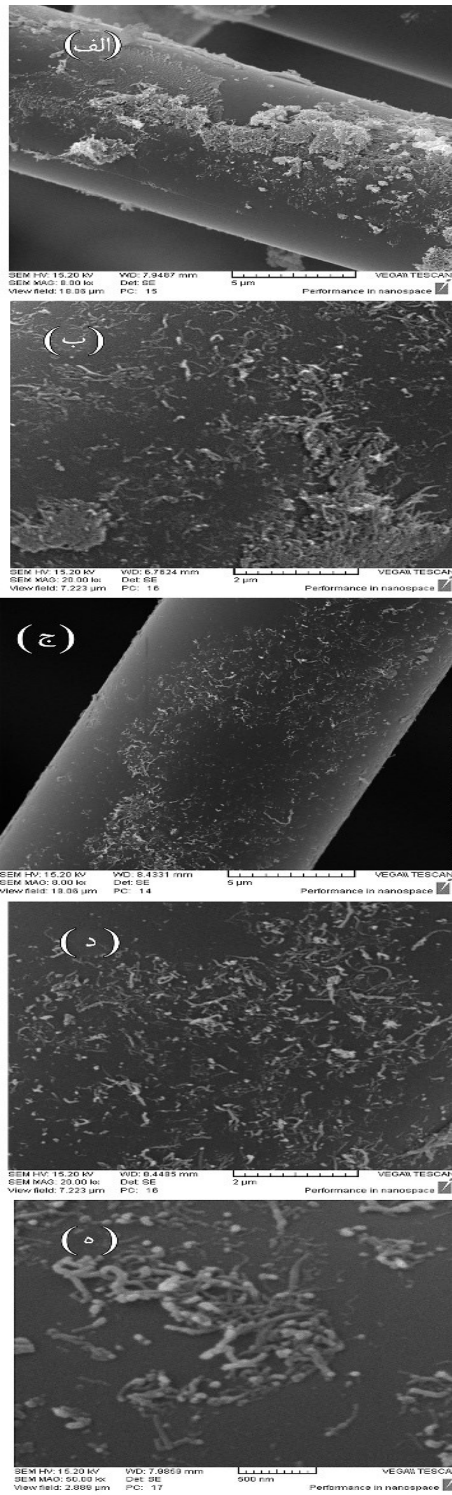 (الف)
SEM HV: 15.20 kV WD: 7.9487 mm VEGA\\ TESCAN
SEM MAG: 8.00 kx Det: SE 5 µm
View field: 18.06 µm PC: 15 Performance in nanospace
(ب)
SEM HV: 15.20 kV WD: 6.7624 mm VEGA\\ TESCAN
SEM MAG: 20.00 kx Det: SE 2 µm
View field: 7.223 µm PC: 16 Performance in nanospace
(ج)
SEM HV: 15.20 kV WD: 8.4331 mm VEGA\\ TESCAN
SEM MAG: 8.00 kx Det: SE 5 µm
View field: 18.06 µm PC: 14 Performance in nanospace
(د)
SEM HV: 15.20 kV WD: 8.4485 mm VEGA\\ TESCAN
SEM MAG: 20.00 kx Det: SE 2 µm
View field: 7.223 µm PC: 16 Performance in nanospace
(ه)
SEM HV: 15.20 kV WD: 7.9859 mm VEGA\\ TESCAN
SEM MAG: 50.00 kx Det: SE 500 nm
View field: 2.889 µm PC: 17 Performance in nanospace